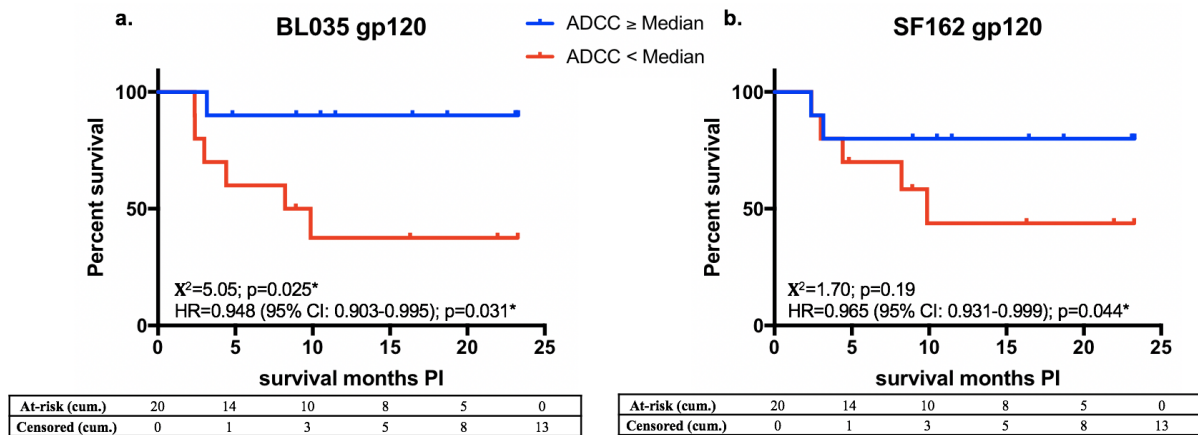 a.
BL035 gp120
ADCC ≥ Median
ADCC < Median
b.
SF162 gp120
Percent survival
100
50
0
X²=5.05; p=0.025*
HR=0.948 (95% CI: 0.903-0.995); p=0.031*
0 5 10 15 20 25
survival months PI
At-risk (cum.) 20 14 10 8 5 0
Censored (cum.) 0 1 3 5 8 13
Percent survival
100
50
0
X²=1.70; p=0.19
HR=0.965 (95% CI: 0.931-0.999); p=0.044*
0 5 10 15 20 25
survival months PI
At-risk (cum.) 20 14 10 8 5 0
Censored (cum.) 0 1 3 5 8 13